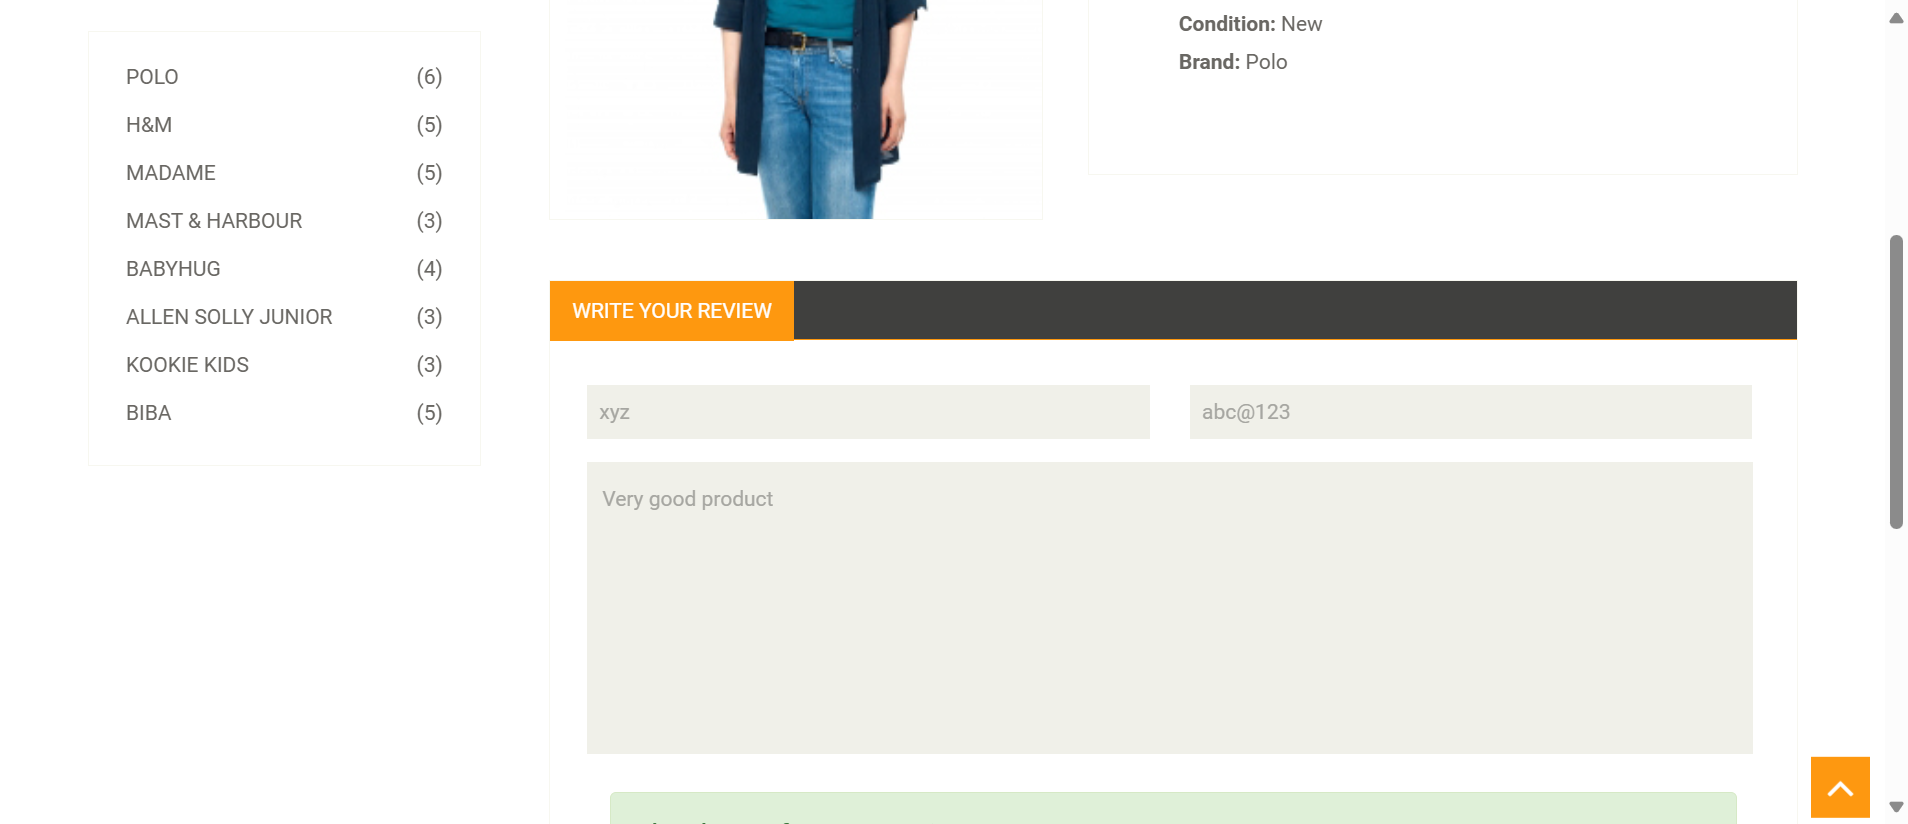 POLO (6)
H&M (5)
MADAME (5)
MAST & HARBOUR (3)
BABYHUG (4)
ALLEN SOLLY JUNIOR (3)
KOOKIE KIDS (3)
BIBA (5)
Condition: New
Brand: Polo
WRITE YOUR REVIEW
xyz
abc@123
Very good product